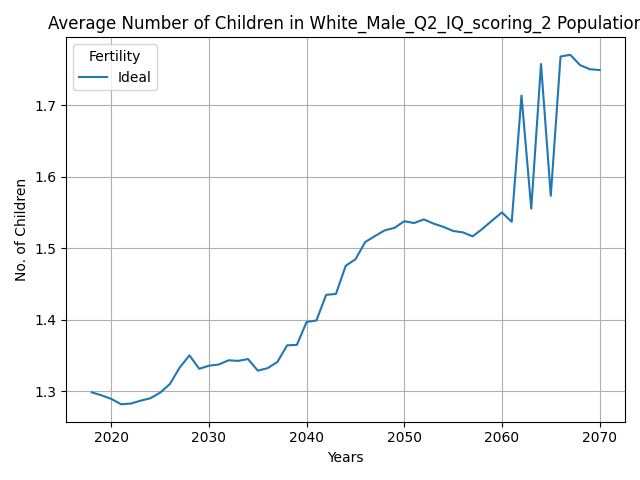 Average Number of Children in White_Male_Q2_IQ_scoring_2 Population
Fertility
Ideal
No. of Children
1.7
1.6
1.5
1.4
1.3
2020 2030 2040 2050 2060 2070
Years